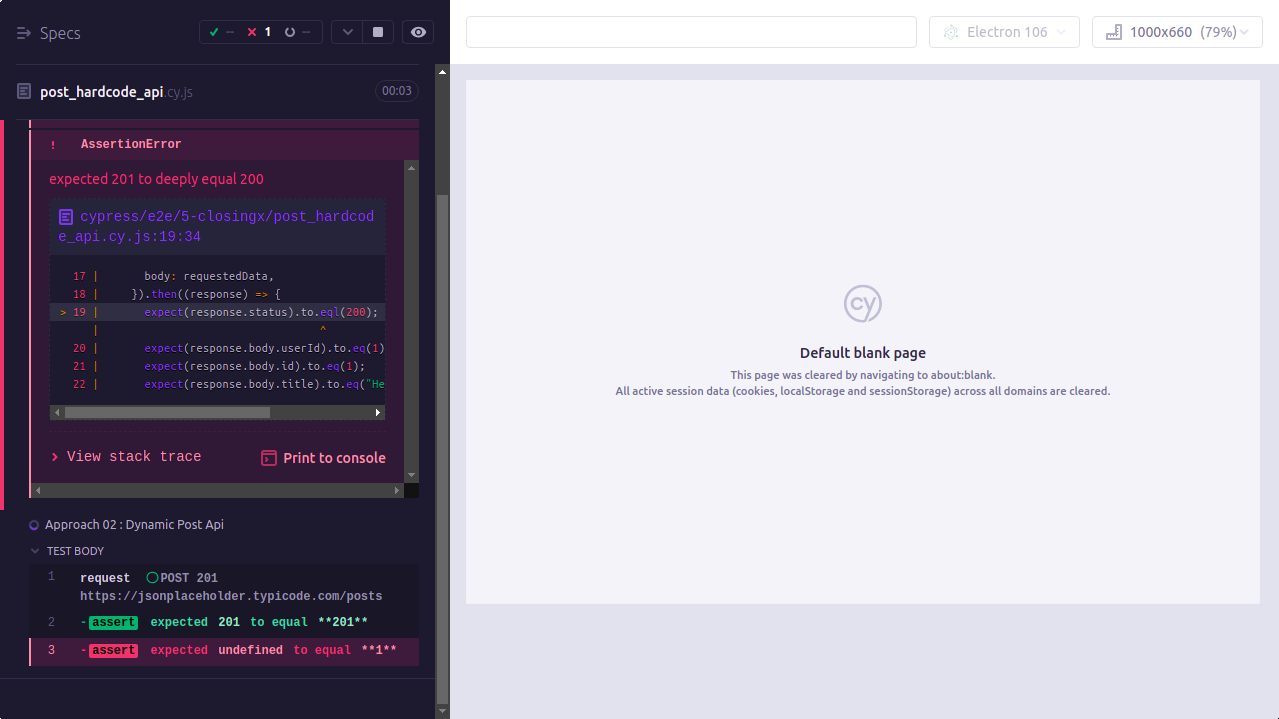 Specs
-- 1 --
Electron 106
1000x660 (79%)
post_hardcode_api.cy.js
00:03
! AssertionError
expected 201 to deeply equal 200
cypress/e2e/5-closingx/post_hardcod
e_api.cy.js:19:34
17 | body: requestedData,
18 | }).then((response) => {
> 19 | expect(response.status).to.eql(200);
| ^
20 | expect(response.body.userId).to.eq(1)
21 | expect(response.body.id).to.eq(1);
22 | expect(response.body.title).to.eq("He
> View stack trace
Print to console
Approach 02 : Dynamic Post Api
TEST BODY
1 request POST 201
https://jsonplaceholder.typicode.com/posts
2 -assert expected 201 to equal **201**
3 -assert expected undefined to equal **1**
cy
Default blank page
This page was cleared by navigating to about:blank.
All active session data (cookies, localStorage and sessionStorage) across all domains are cleared.